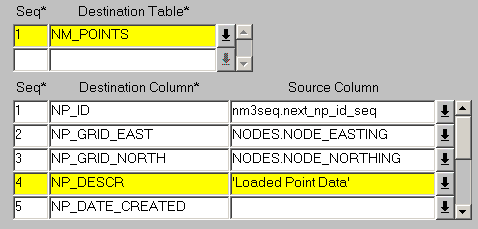 Seq* Destination Table*
1 NM_POINTS
Seq* Destination Column* Source Column
1 NP_ID nm3seq.next_np_id_seq
2 NP_GRID_EAST NODES.NODE_EASTING
3 NP_GRID_NORTH NODES.NODE_NORTHING
4 NP_DESCR 'Loaded Point Data'
5 NP_DATE_CREATED